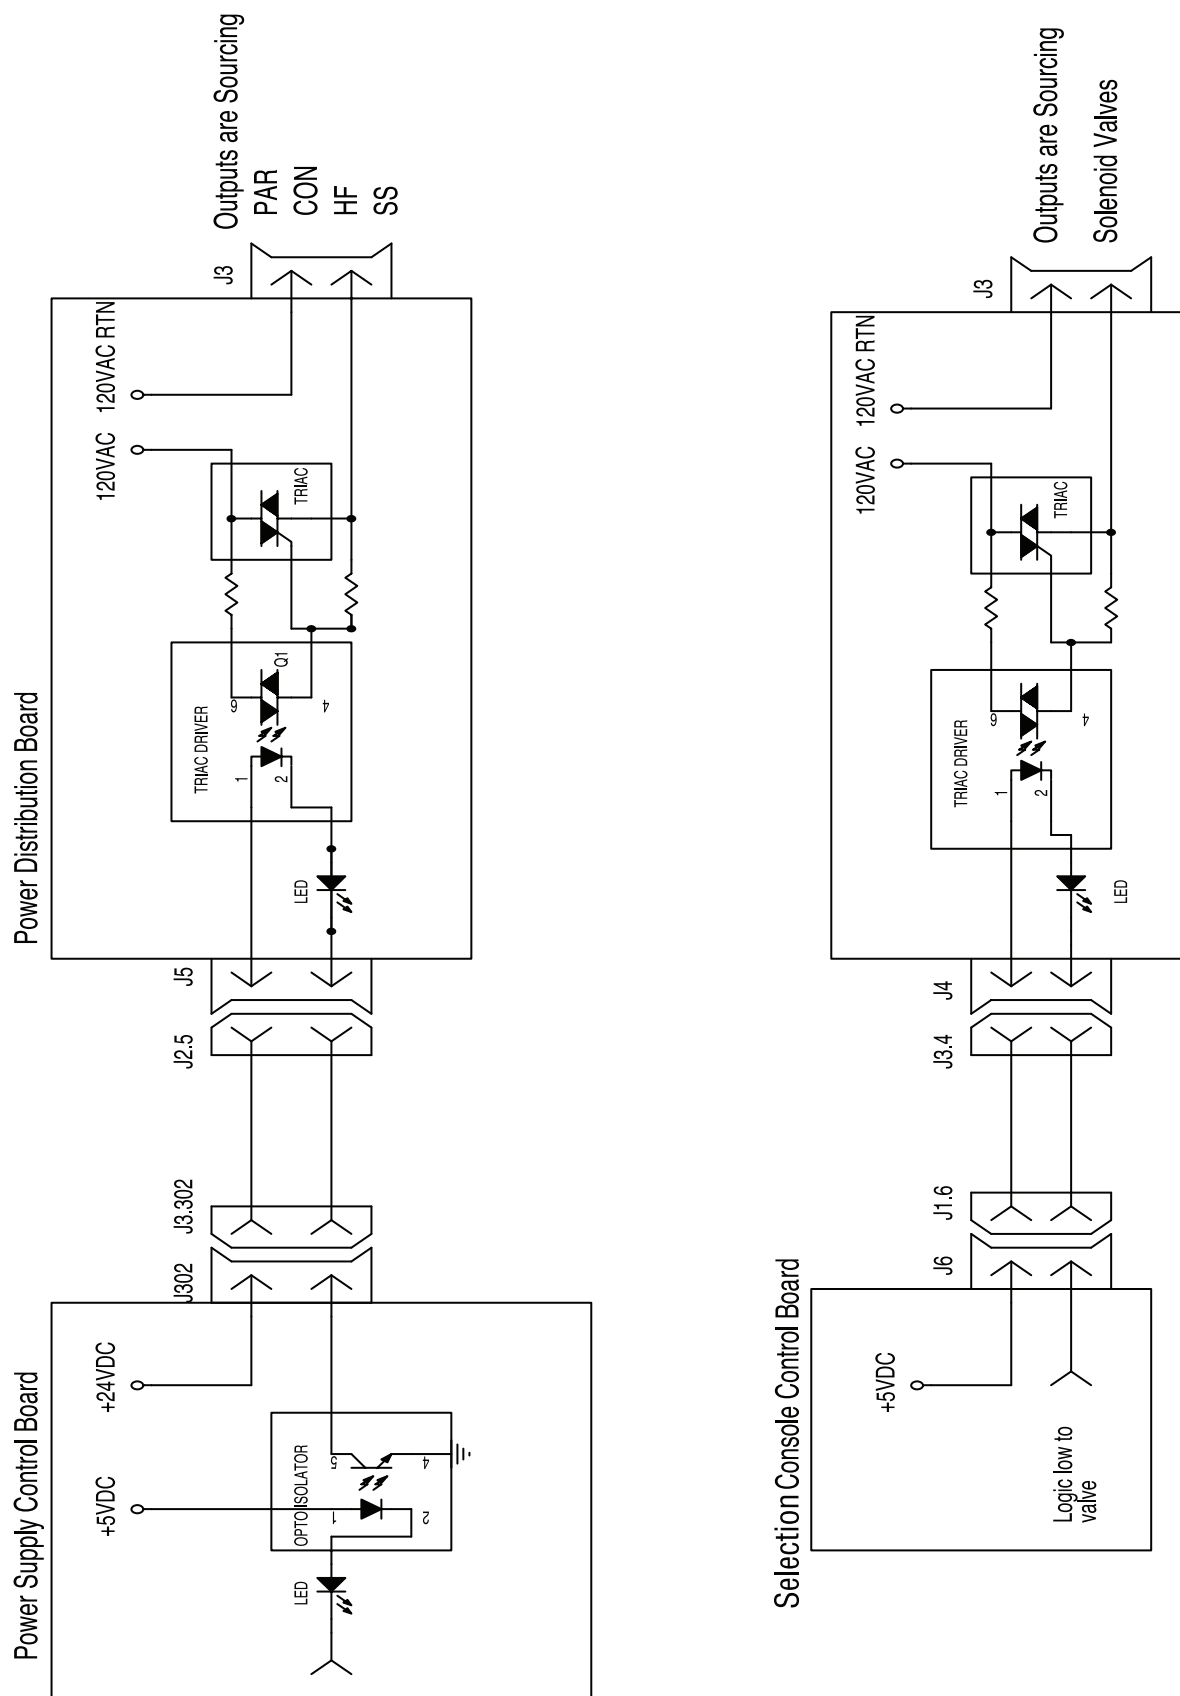 Power Supply Control Board
+5VDC
+24VDC
LED
OPTO ISOLATOR
1
2
5
4
J302
J3.302
J2.5
J5
Power Distribution Board
LED
TRIAC DRIVER
1
2
6
4
Q1
TRIAC
120VAC
120VAC RTN
J3
Outputs are Sourcing
PAR
CON
HF
SS
Selection Console Control Board
+5VDC
Logic low to
valve
J6
J1.6
J3.4
J4
LED
TRIAC DRIVER
1
2
6
4
TRIAC
120VAC
120VAC RTN
J3
Outputs are Sourcing
Solenoid Valves